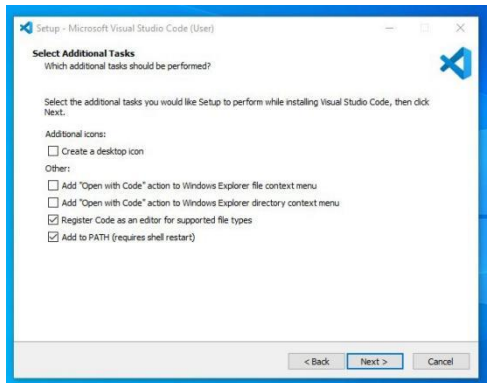 Setup - Microsoft Visual Studio Code (User)
Select Additional Tasks
Which additional tasks should be performed?
Select the additional tasks you would like Setup to perform while installing Visual Studio Code, then click
Next.
Additional icons:
Create a desktop icon
Other:
Add "Open with Code" action to Windows Explorer file context menu
Add "Open with Code" action to Windows Explorer directory context menu
Register Code as an editor for supported file types
Add to PATH (requires shell restart)
< Back Next > Cancel